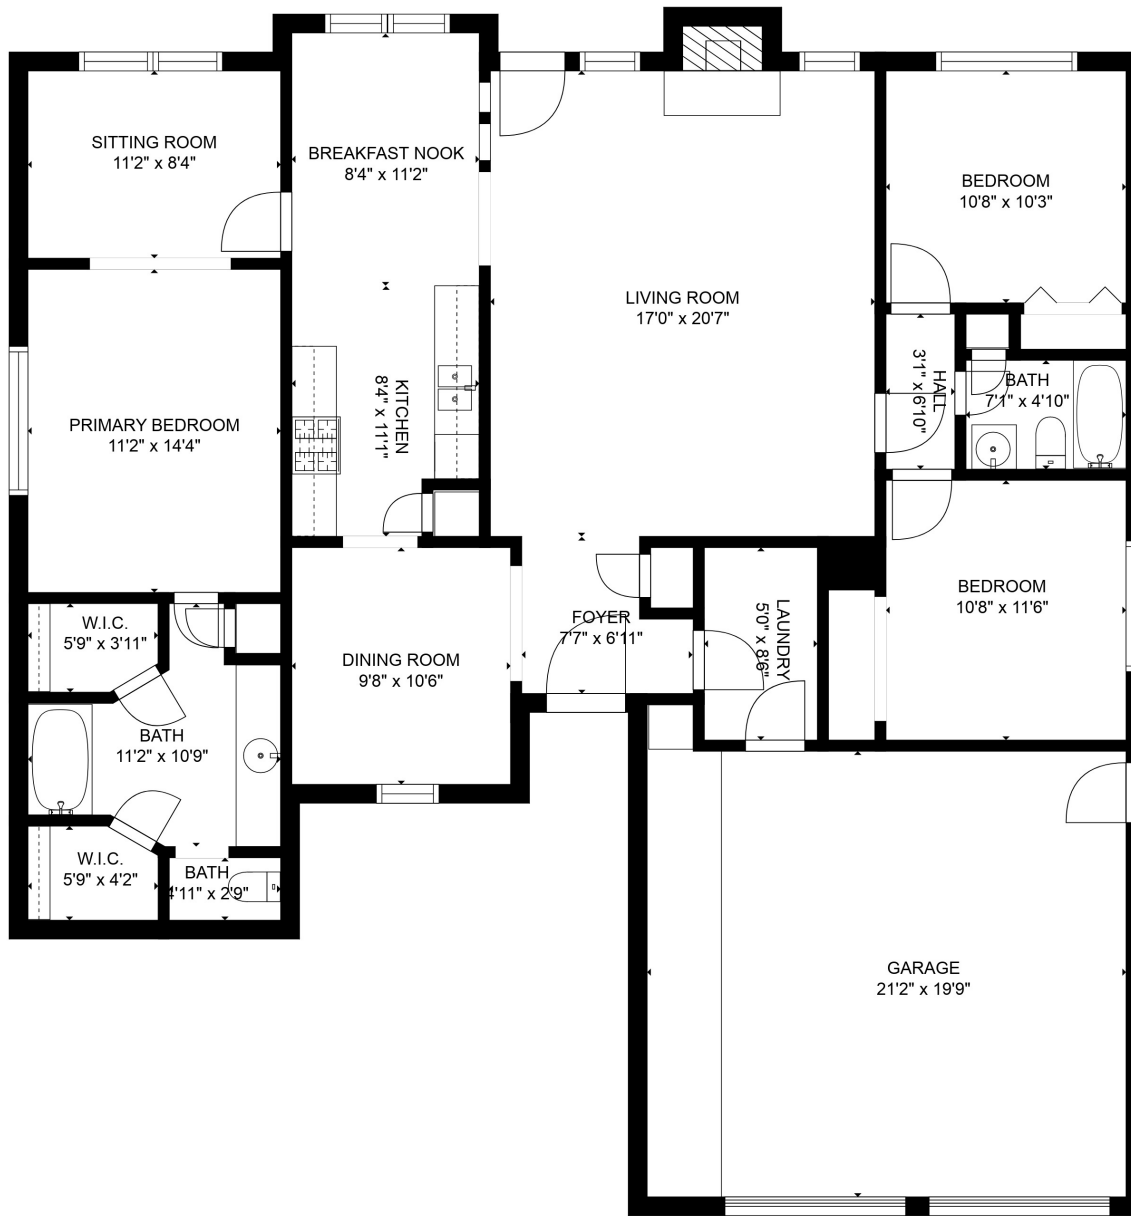 SITTING ROOM
11'2" x 8'4"
BREAKFAST NOOK
8'4" x 11'2"
BEDROOM
10'8" x 10'3"
LIVING ROOM
17'0" x 20'7"
PRIMARY BEDROOM
11'2" x 14'4"
KITCHEN
8'4" x 11'1"
HALL
3'1" x 6'10"
BATH
7'1" x 4'10"
BEDROOM
10'8" x 11'6"
W.I.C.
5'9" x 3'11"
DINING ROOM
9'8" x 10'6"
FOYER
7'7" x 6'11"
LAUNDRY
5'0" x 8'6"
BATH
11'2" x 10'9"
W.I.C.
5'9" x 4'2"
BATH
4'11" x 2'9"
GARAGE
21'2" x 19'9"